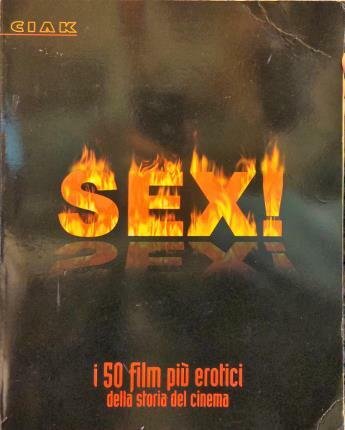 CIAK
SEX!
i 50 film più erotici
della storia del cinema